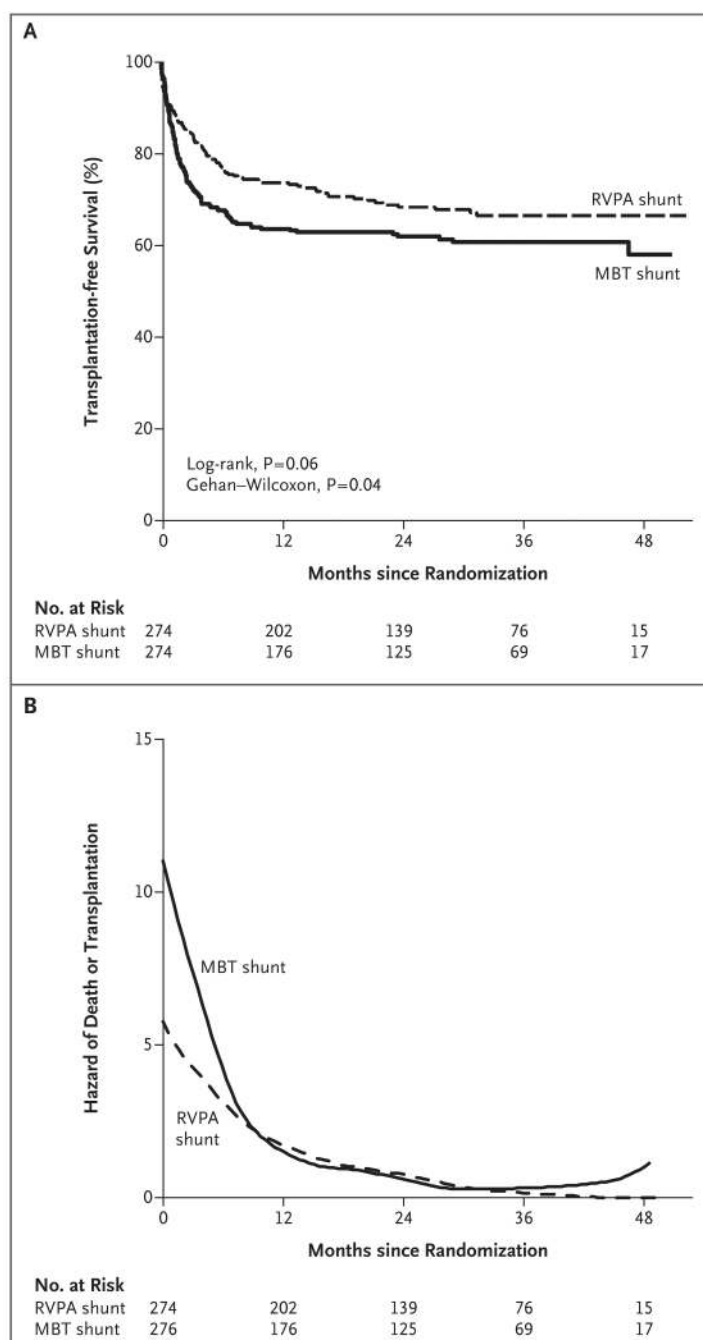 A
100
80
60
40
20
0
Transplantation-free Survival (%)
RVPA shunt
MBT shunt
Log-rank, P=0.06
Gehan–Wilcoxon, P=0.04
0 12 24 36 48
Months since Randomization
No. at Risk
RVPA shunt 274 202 139 76 15
MBT shunt 274 176 125 69 17
B
15
10
5
0
Hazard of Death or Transplantation
MBT shunt
RVPA
shunt
0 12 24 36 48
Months since Randomization
No. at Risk
RVPA shunt 274 202 139 76 15
MBT shunt 276 176 125 69 17